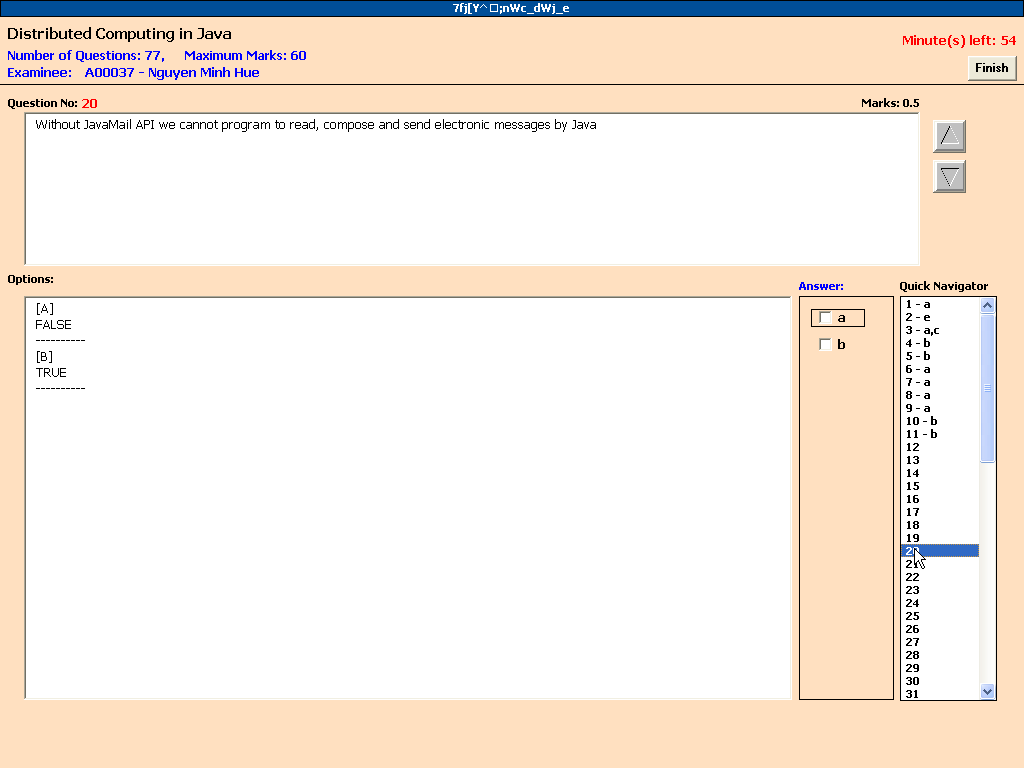 7fj[Y^ □;nWc_dWj_e
Distributed Computing in Java
Number of Questions: 77, Maximum Marks: 60
Examinee: A00037 - Nguyen Minh Hue
Minute(s) left: 54
Finish
Question No: 20
Marks: 0.5
Without JavaMail API we cannot program to read, compose and send electronic messages by Java
Options:
[A]
FALSE
----------
[B]
TRUE
----------
Answer:
a
b
Quick Navigator
1 - a
2 - e
3 - a,c
4 - b
5 - b
6 - a
7 - a
8 - a
9 - a
10 - b
11 - b
12
13
14
15
16
17
18
19
20
21
22
23
24
25
26
27
28
29
30
31